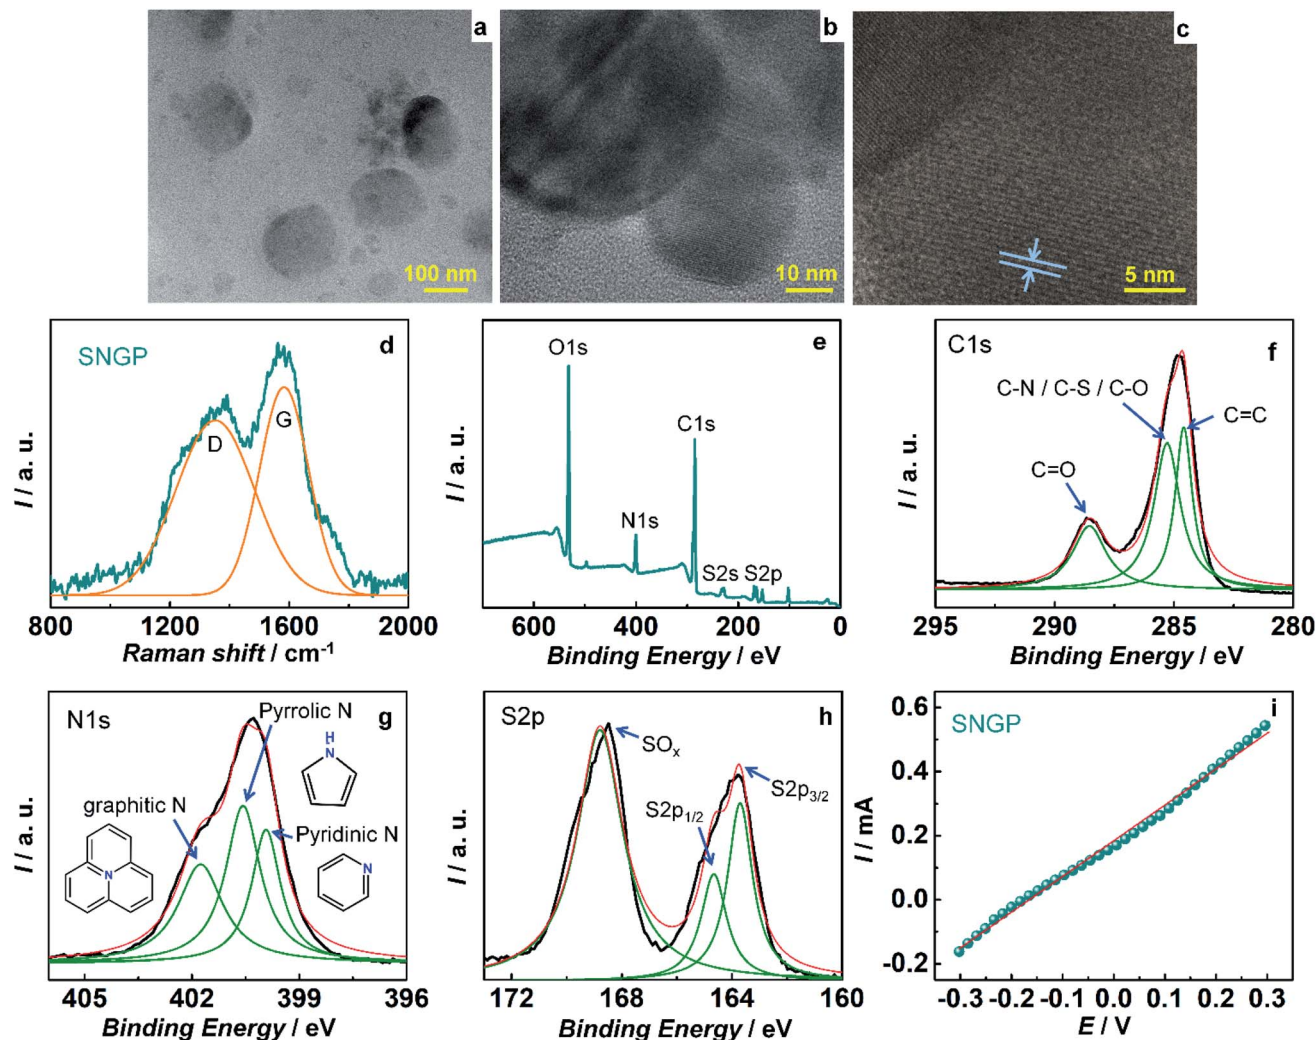 a
100 nm
b
10 nm
c
5 nm
SNGP
d
D
G
I / a. u.
800 1200 1600 2000
Raman shift / cm-1
e
O1s
C1s
N1s
S2s S2p
I / a. u.
600 400 200 0
Binding Energy / eV
C1s
f
C-N / C-S / C-O
C=C
C=O
I / a. u.
295 290 285 280
Binding Energy / eV
N1s
g
Pyrrolic N
H
N
graphitic N
N
Pyridinic N
N
I / a. u.
405 402 399 396
Binding Energy / eV
S2p
h
SOx
S2p3/2
S2p1/2
I / a. u.
172 168 164 160
Binding Energy / eV
SNGP
i
I / mA
0.6
0.4
0.2
0.0
-0.2
-0.3 -0.2 -0.1 0.0 0.1 0.2 0.3
E / V